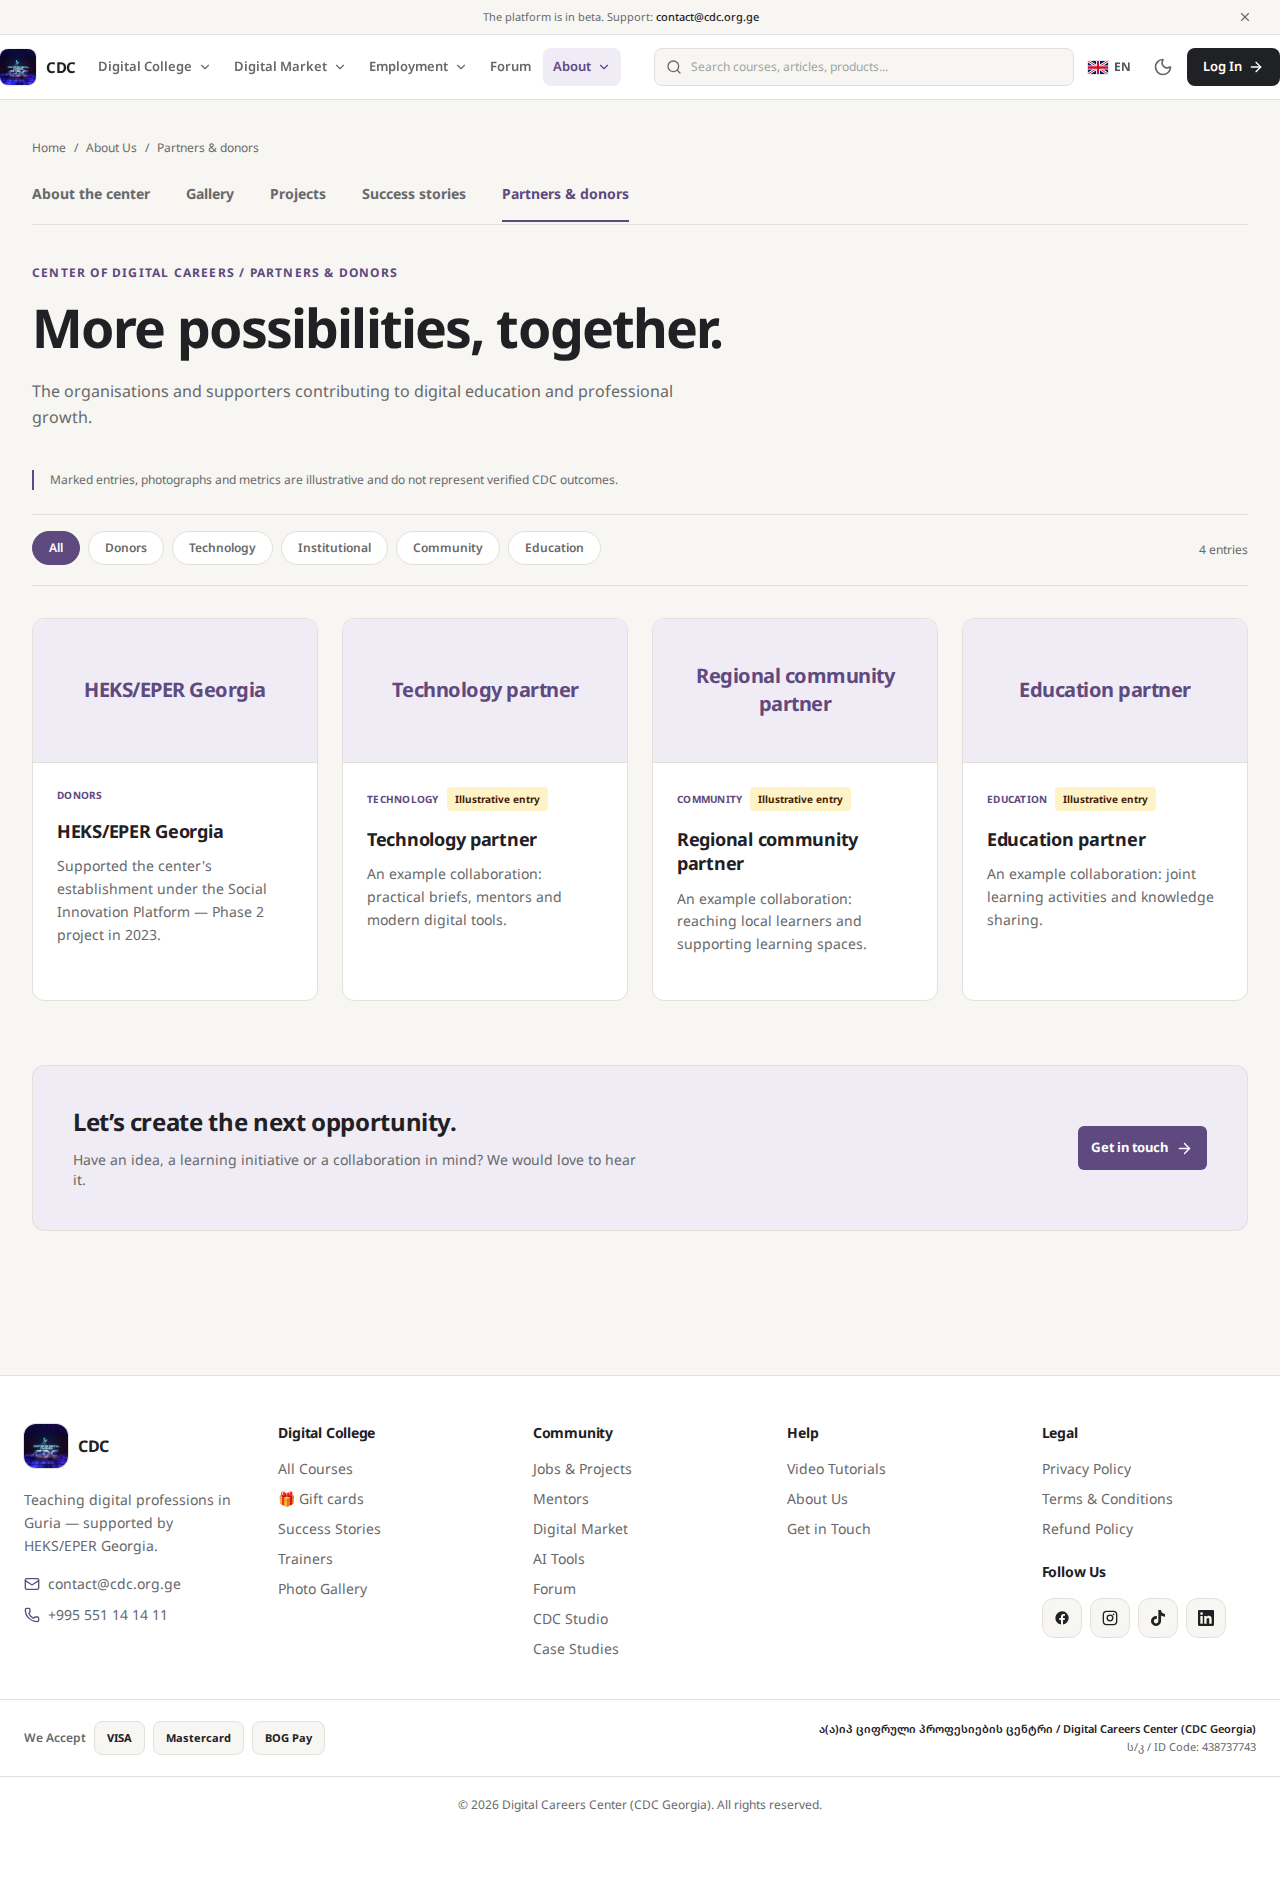 The platform is in beta. Support: contact@cdc.org.ge
CDC
Digital College
Digital Market
Employment
Forum
About
Search courses, articles, products...
EN
Log In
Home / About Us / Partners & donors
About the center
Gallery
Projects
Success stories
Partners & donors
CENTER OF DIGITAL CAREERS / PARTNERS & DONORS
More possibilities, together.
The organisations and supporters contributing to digital education and professional
growth.
Marked entries, photographs and metrics are illustrative and do not represent verified CDC outcomes.
All
Donors
Technology
Institutional
Community
Education
4 entries
HEKS/EPER Georgia
DONORS
HEKS/EPER Georgia
Supported the center's
establishment under the Social
Innovation Platform — Phase 2
project in 2023.
Technology partner
TECHNOLOGY
Illustrative entry
Technology partner
An example collaboration:
practical briefs, mentors and
modern digital tools.
Regional community
partner
COMMUNITY
Illustrative entry
Regional community
partner
An example collaboration:
reaching local learners and
supporting learning spaces.
Education partner
EDUCATION
Illustrative entry
Education partner
An example collaboration: joint
learning activities and knowledge
sharing.
Let’s create the next opportunity.
Have an idea, a learning initiative or a collaboration in mind? We would love to hear
it.
Get in touch
CDC
Teaching digital professions in
Guria — supported by
HEKS/EPER Georgia.
contact@cdc.org.ge
+995 551 14 14 11
Digital College
All Courses
🎁 Gift cards
Success Stories
Trainers
Photo Gallery
Community
Jobs & Projects
Mentors
Digital Market
AI Tools
Forum
CDC Studio
Case Studies
Help
Video Tutorials
About Us
Get in Touch
Legal
Privacy Policy
Terms & Conditions
Refund Policy
Follow Us
We Accept
VISA
Mastercard
BOG Pay
ა(ა)იპ ციფრული პროფესიების ცენტრი / Digital Careers Center (CDC Georgia)
ს/კ / ID Code: 438737743
© 2026 Digital Careers Center (CDC Georgia). All rights reserved.